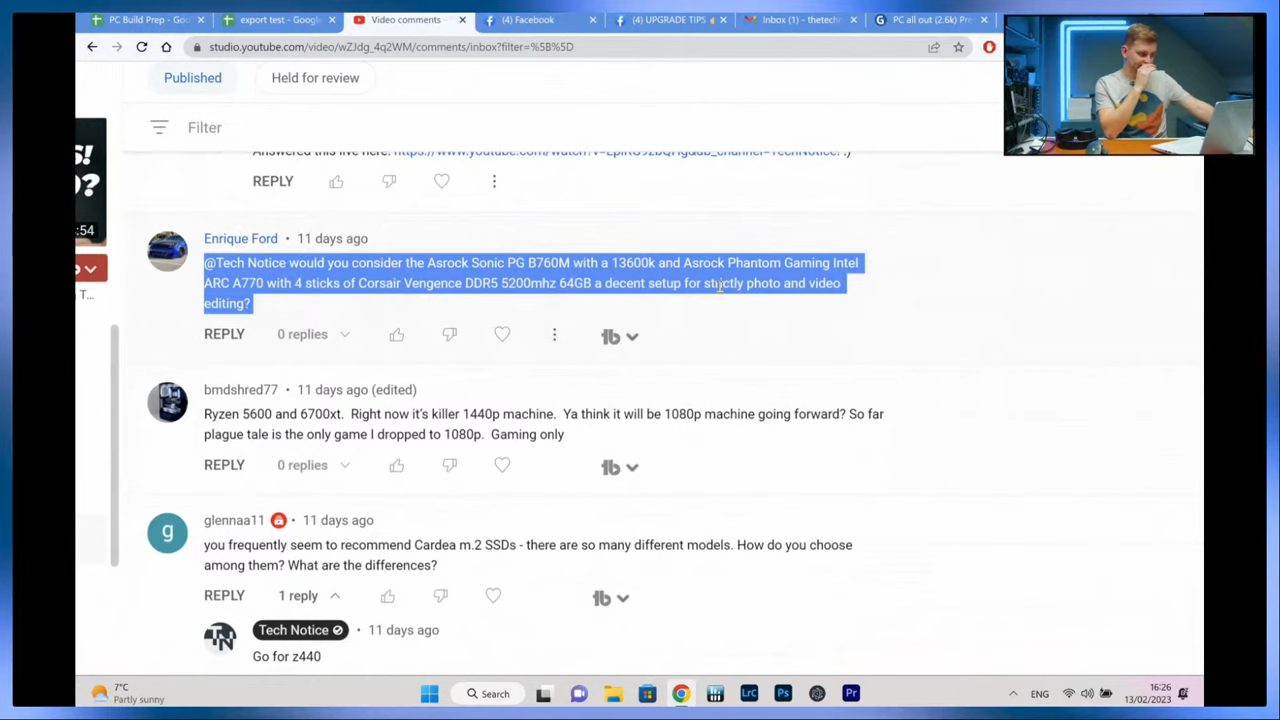 PC Build Prep - Goo
export test - Google
Video comments -
(4) Facebook
(4) UPGRADE TIPS
Inbox (1) - thetechn
PC all out (2.6k) Pre
studio.youtube.com/video/wZJdg_4q2WM/comments/inbox?filter=%5B%5D
Published
Held for review
Filter
S!
?
:54
T...
REPLY
Enrique Ford • 11 days ago
@Tech Notice would you consider the Asrock Sonic PG B760M with a 13600k and Asrock Phantom Gaming Intel
ARC A770 with 4 sticks of Corsair Vengence DDR5 5200mhz 64GB a decent setup for strictly photo and video
editing?
REPLY
0 replies
bmdshred77 • 11 days ago (edited)
Ryzen 5600 and 6700xt. Right now it's killer 1440p machine. Ya think it will be 1080p machine going forward? So far
plague tale is the only game I dropped to 1080p. Gaming only
REPLY
0 replies
g
glennaa11 • 11 days ago
you frequently seem to recommend Cardea m.2 SSDs - there are so many different models. How do you choose
among them? What are the differences?
REPLY
1 reply
TN
Tech Notice • 11 days ago
Go for z440
7°C
Partly sunny
Search
LrC
Ps
Pr
ENG
16:26
13/02/2023